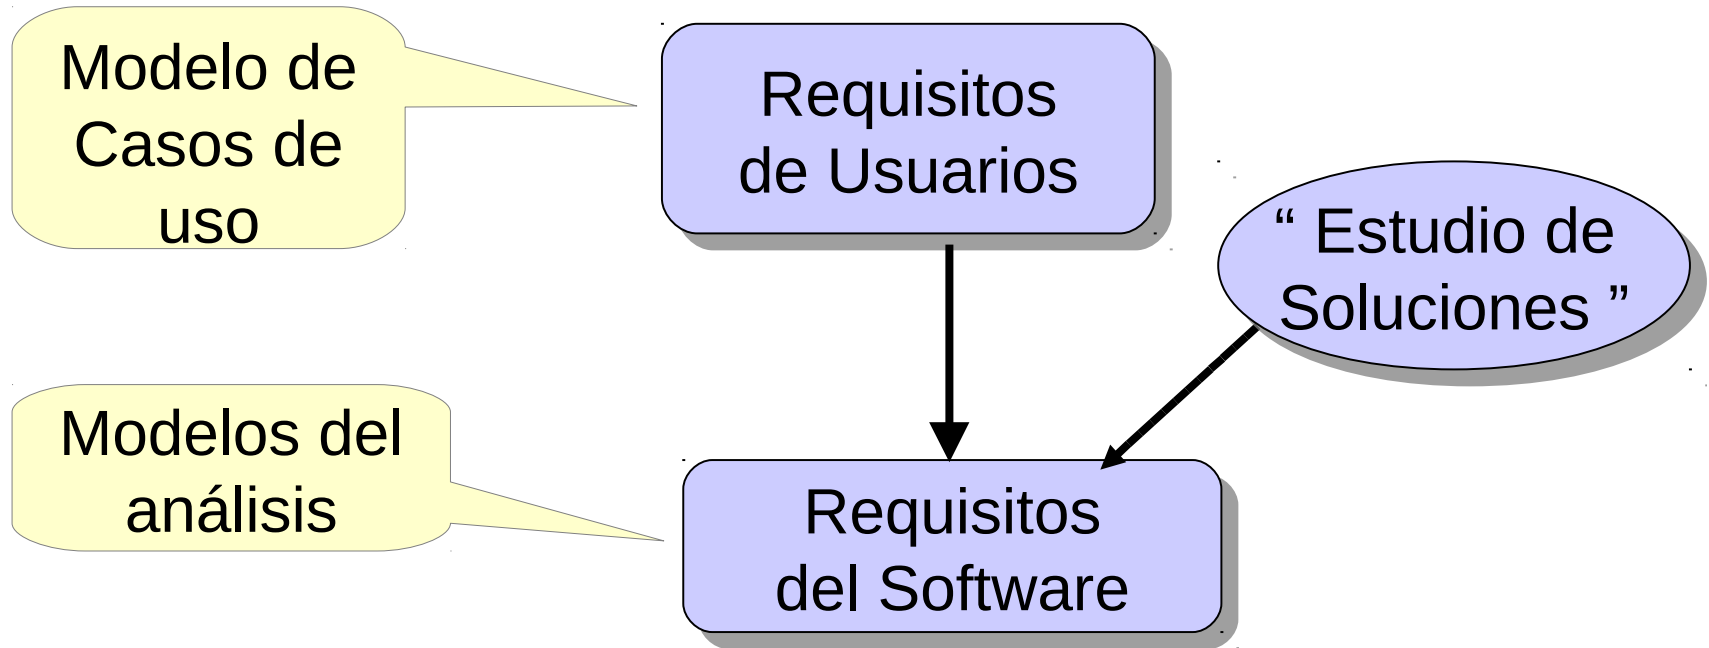 Modelo de
Casos de
uso
Requisitos
de Usuarios
“ Estudio de
Soluciones ”
Modelos del
análisis
Requisitos
del Software